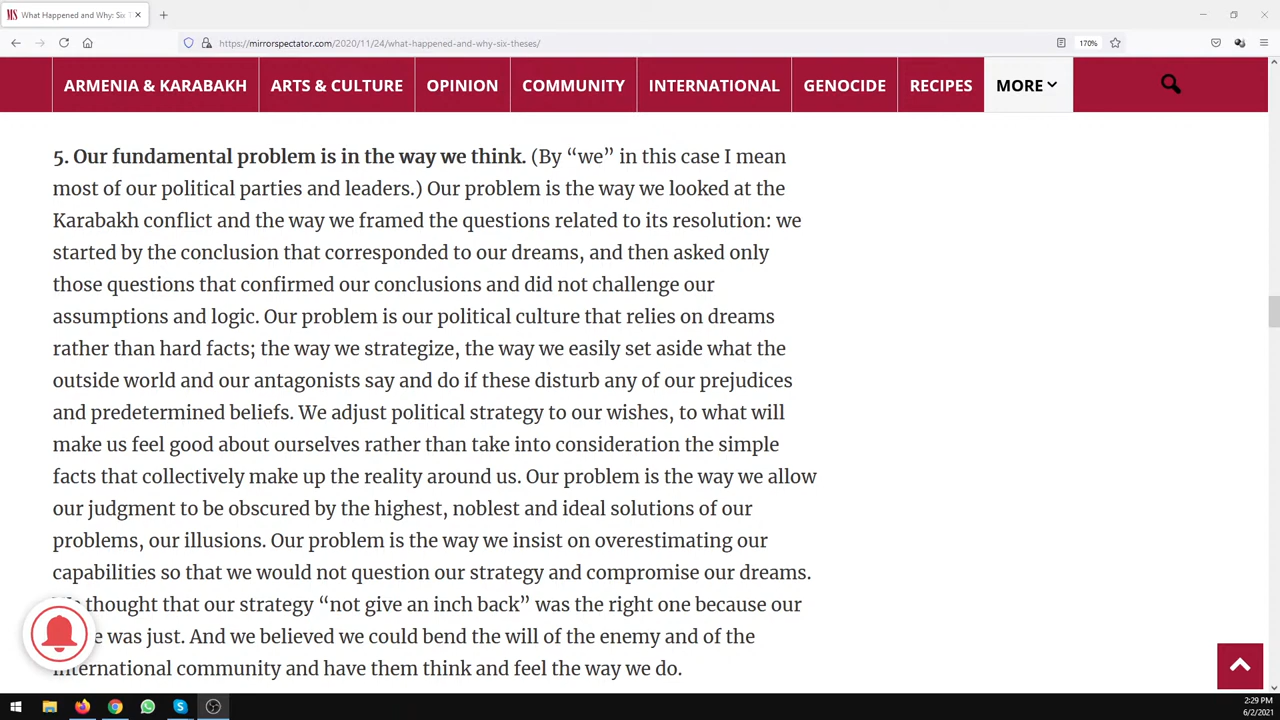 MS What Happened and Why: Six T
https://mirrorspectator.com/2020/11/24/what-happened-and-why-six-theses/
170%
ARMENIA & KARABAKH
ARTS & CULTURE
OPINION
COMMUNITY
INTERNATIONAL
GENOCIDE
RECIPES
MORE
5. Our fundamental problem is in the way we think. (By “we” in this case I mean
most of our political parties and leaders.) Our problem is the way we looked at the
Karabakh conflict and the way we framed the questions related to its resolution: we
started by the conclusion that corresponded to our dreams, and then asked only
those questions that confirmed our conclusions and did not challenge our
assumptions and logic. Our problem is our political culture that relies on dreams
rather than hard facts; the way we strategize, the way we easily set aside what the
outside world and our antagonists say and do if these disturb any of our prejudices
and predetermined beliefs. We adjust political strategy to our wishes, to what will
make us feel good about ourselves rather than take into consideration the simple
facts that collectively make up the reality around us. Our problem is the way we allow
our judgment to be obscured by the highest, noblest and ideal solutions of our
problems, our illusions. Our problem is the way we insist on overestimating our
capabilities so that we would not question our strategy and compromise our dreams.
thought that our strategy “not give an inch back” was the right one because our
was just. And we believed we could bend the will of the enemy and of the
international community and have them think and feel the way we do.
2:29 PM
6/2/2021